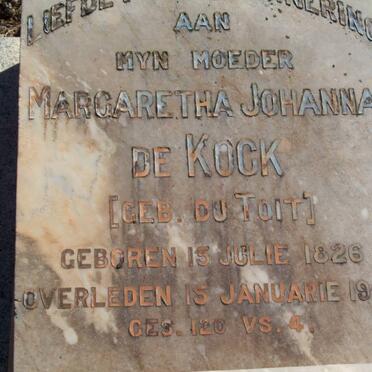 LIEFDE
AAN
MYN MOEDER
MARGARETHA JOHANNA
DE KOCK
[GEB. DU TOIT]
GEBOREN 15 JULIE 1826
OVERLEDEN 15 JANUARIE 19
GES. 120 VS. 4.